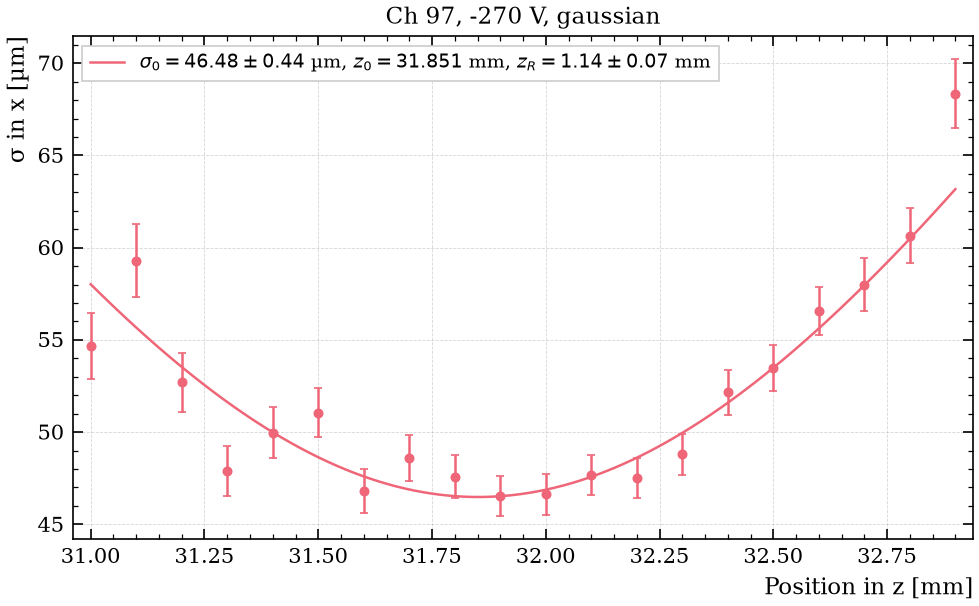 Ch 97, -270 V, gaussian
σ₀ = 46.48 ± 0.44 µm, z₀ = 31.851 mm, z_R = 1.14 ± 0.07 mm
σ in x [µm]
70
65
60
55
50
45
31.00 31.25 31.50 31.75 32.00 32.25 32.50 32.75
Position in z [mm]